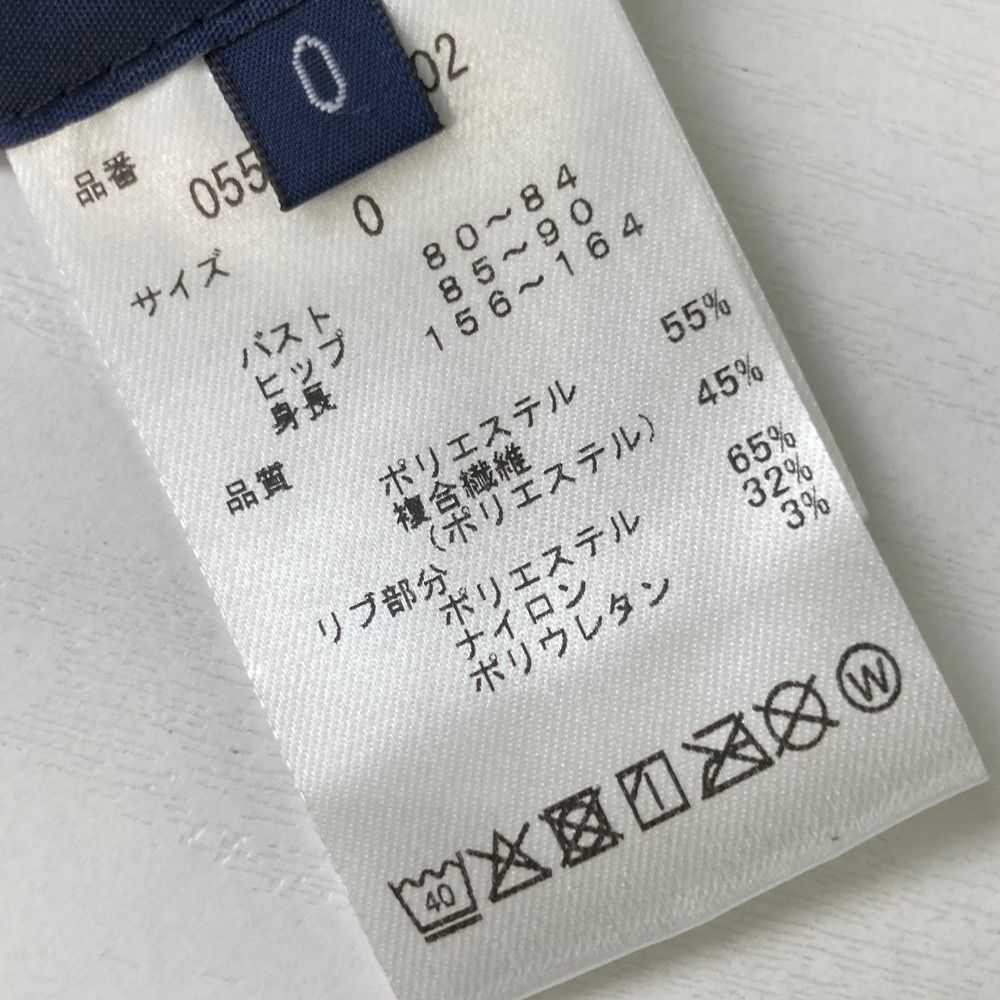 0
品番 055 02
サイズ 0
バスト 80～84
ヒップ 85～90
身長 156～164
品質 ポリエステル 55%
複合繊維
(ポリエステル) 45%
リブ部分
ポリエステル 65%
ナイロン 32%
ポリウレタン 3%
40
W